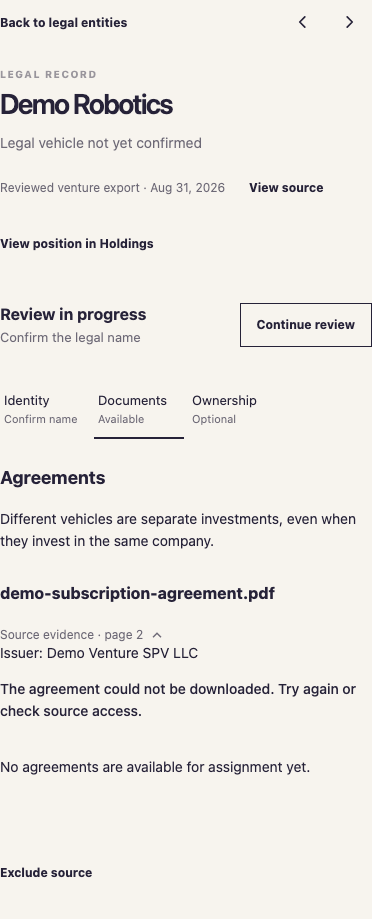 Back to legal entities
LEGAL RECORD
Demo Robotics
Legal vehicle not yet confirmed
Reviewed venture export · Aug 31, 2026 View source
View position in Holdings
Review in progress
Confirm the legal name
Continue review
Identity
Confirm name
Documents
Available
Ownership
Optional
Agreements
Different vehicles are separate investments, even when
they invest in the same company.
demo-subscription-agreement.pdf
Source evidence · page 2
Issuer: Demo Venture SPV LLC
The agreement could not be downloaded. Try again or
check source access.
No agreements are available for assignment yet.
Exclude source